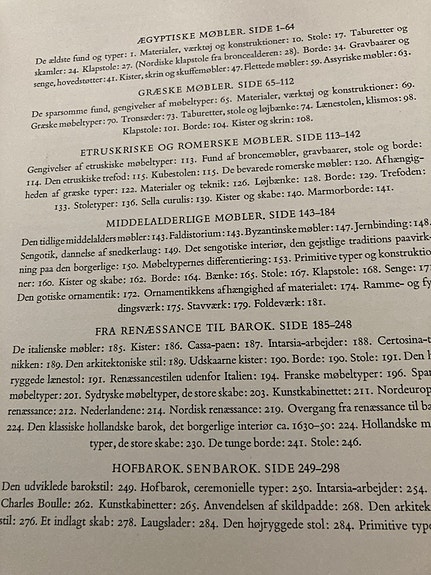 ÆGYPTISKE MØBLER. SIDE 1–64
De ældste fund og typer: 1. Materialer, værktøj og konstruktioner: 10. Stole: 17. Taburetter og
skamler: 24. Klapstole: 27. (Nordiske klapstole fra broncealderen: 28). Borde: 34. Gravbaarer og
senge, hovedstøtter: 41. Kister, skrin og skuffemøbler: 47. Flettede møbler: 59. Assyriske møbler: 63.
GRÆSKE MØBLER. SIDE 65–112
De sparsomme fund, gengivelser af møbeltyper: 65. Materialer, værktøj og konstruktioner: 69.
Græske møbeltyper: 70. Tronsæder: 73. Taburetter, stole og løjbænke: 74. Lænestolen, klismos: 98.
Klapstole: 101. Borde: 104. Kister og skrin: 108.
ETRUSKRISKE OG ROMERSKE MØBLER. SIDE 113–142
Gengivelser af etruskiske møbeltyper: 113. Fund af broncemøbler, gravbaarer, stole og borde:
114. Den etruskiske trefod: 115. Kubestolen: 115. De bevarede romerske møbler: 120. Afhængig-
heden af græske typer: 122. Materialer og teknik: 126. Løjbænke: 128. Borde: 129. Trefoden:
133. Stoletyper: 136. Sella curulis: 139. Kister og skabe: 140. Marmorborde: 141.
MIDDELALDERLIGE MØBLER. SIDE 143–184
Den tidlige middelalders møbler: 143. Faldistorium: 143. Byzantinske møbler: 147. Jernbinding: 148.
Sengotik, dannelse af snedkerlaug: 149. Det sengotiske interiør, den gejstlige traditions paavirk-
ning paa den borgerlige: 150. Møbeltypernes differentiering: 153. Primitive typer og konstruktio
ner: 160. Kister og skabe: 162. Borde: 164. Bænke: 165. Stole: 167. Klapstole: 168. Senge: 17
Den gotiske ornamentik: 172. Ornamentikkens afhængighed af materialet: 174. Ramme- og fy
dingsværk: 175. Stavværk: 179. Foldeværk: 181.
FRA RENÆSSANCE TIL BAROK. SIDE 185–248
De italienske møbler: 185. Kister: 186. Cassa-paen: 187. Intarsia-arbejder: 188. Certosina-t
nikken: 189. Den arkitektoniske stil: 189. Udskaarne kister: 190. Borde: 190. Stole: 191. Den h
ryggede lænestol: 191. Renæssancestilen udenfor Italien: 194. Franske møbeltyper: 196. Span
møbeltyper: 201. Sydtyske møbeltyper, de store skabe: 203. Kunstkabinettet: 211. Nordeurop
renæssance: 212. Nederlandene: 214. Nordisk renæssance: 219. Overgang fra renæssance til ba
224. Den klassiske hollandske barok, det borgerlige interiør ca. 1630–50: 224. Hollandske m
typer, de store skabe: 230. De tunge borde: 241. Stole: 246.
HOFBAROK. SENBAROK. SIDE 249–298
Den udviklede barokstil: 249. Hofbarok, ceremonielle typer: 250. Intarsia-arbejder: 254.
Charles Boulle: 262. Kunstkabinetter: 265. Anvendelsen af skildpadde: 268. Den arkitek
stil: 276. Et indlagt skab: 278. Laugslader: 284. Den højryggede stol: 284. Primitive type